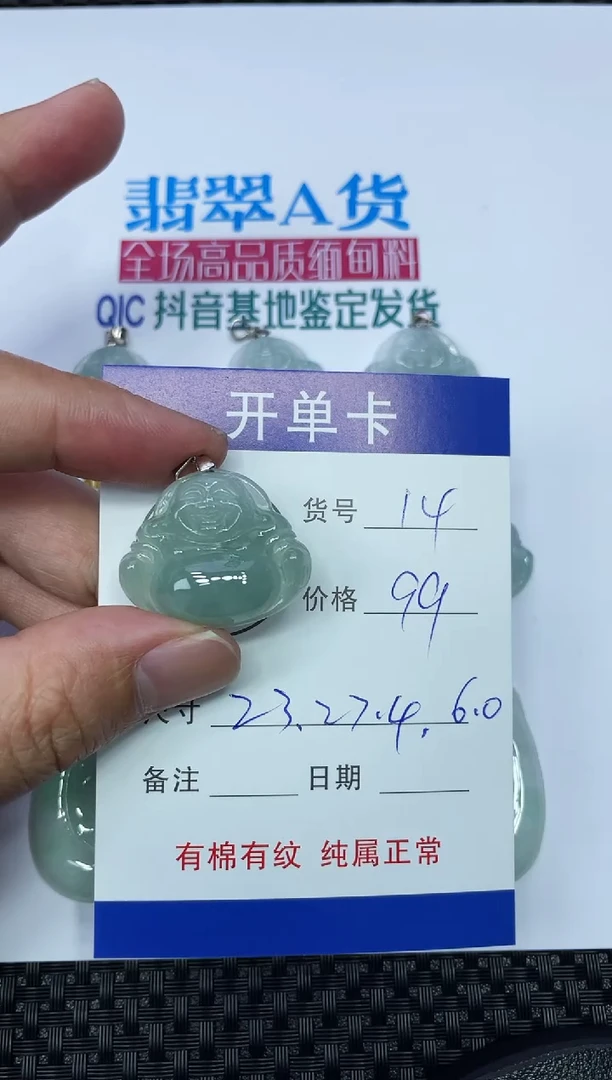 翡翠A货
全场高品质缅甸料
QIC 抖音基地鉴定发货
开单卡
货号 14
价格 99
尺寸 23.27.4.6.0
备注 日期
有棉有纹 纯属正常